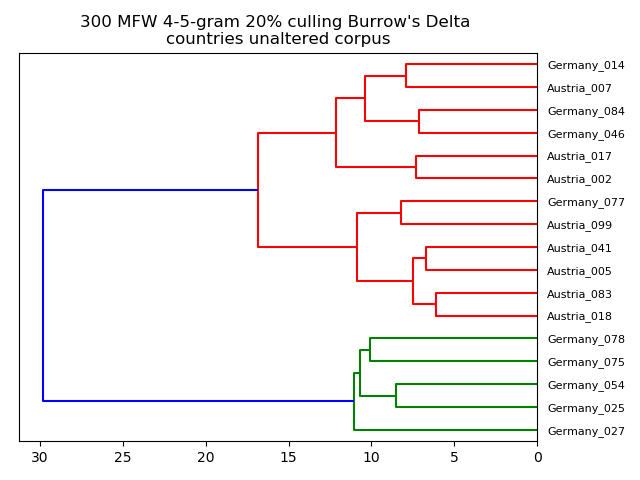 300 MFW 4-5-gram 20% culling Burrow's Delta
countries unaltered corpus
Germany_014
Austria_007
Germany_084
Germany_046
Austria_017
Austria_002
Germany_077
Austria_099
Austria_041
Austria_005
Austria_083
Austria_018
Germany_078
Germany_075
Germany_054
Germany_025
Germany_027
30 25 20 15 10 5 0